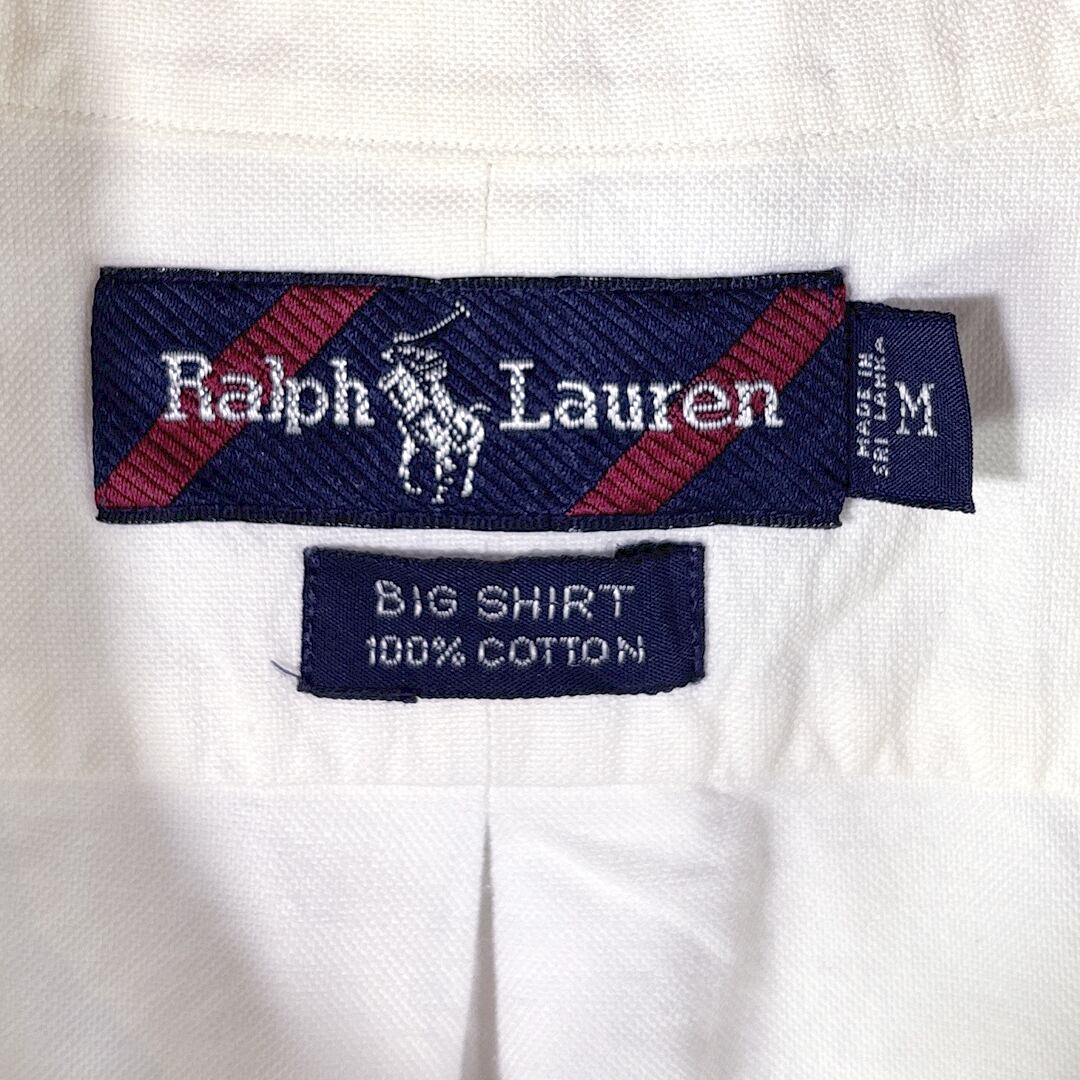 Ralph Lauren
MADE IN
SRI LANKA
M
BIG SHIRT
100% COTTON